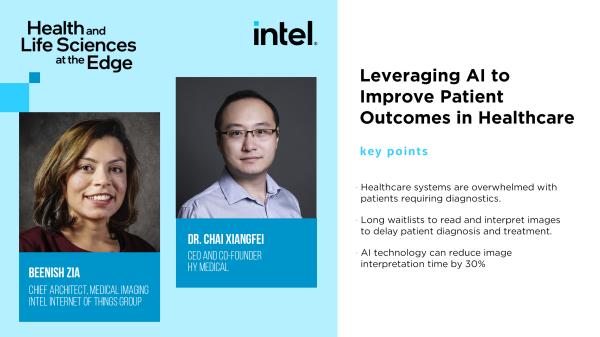 Health and
Life Sciences
at the Edge
intel.
BEENISH ZIA
CHIEF ARCHITECT, MEDICAL IMAGING
INTEL INTERNET OF THINGS GROUP
DR. CHAI XIANGFEI
CEO AND CO-FOUNDER
HY MEDICAL
Leveraging AI to
Improve Patient
Outcomes in Healthcare
key points
· Healthcare systems are overwhelmed with
patients requiring diagnostics.
· Long waitlists to read and interpret images
to delay patient diagnosis and treatment.
· AI technology can reduce image
interpretation time by 30%